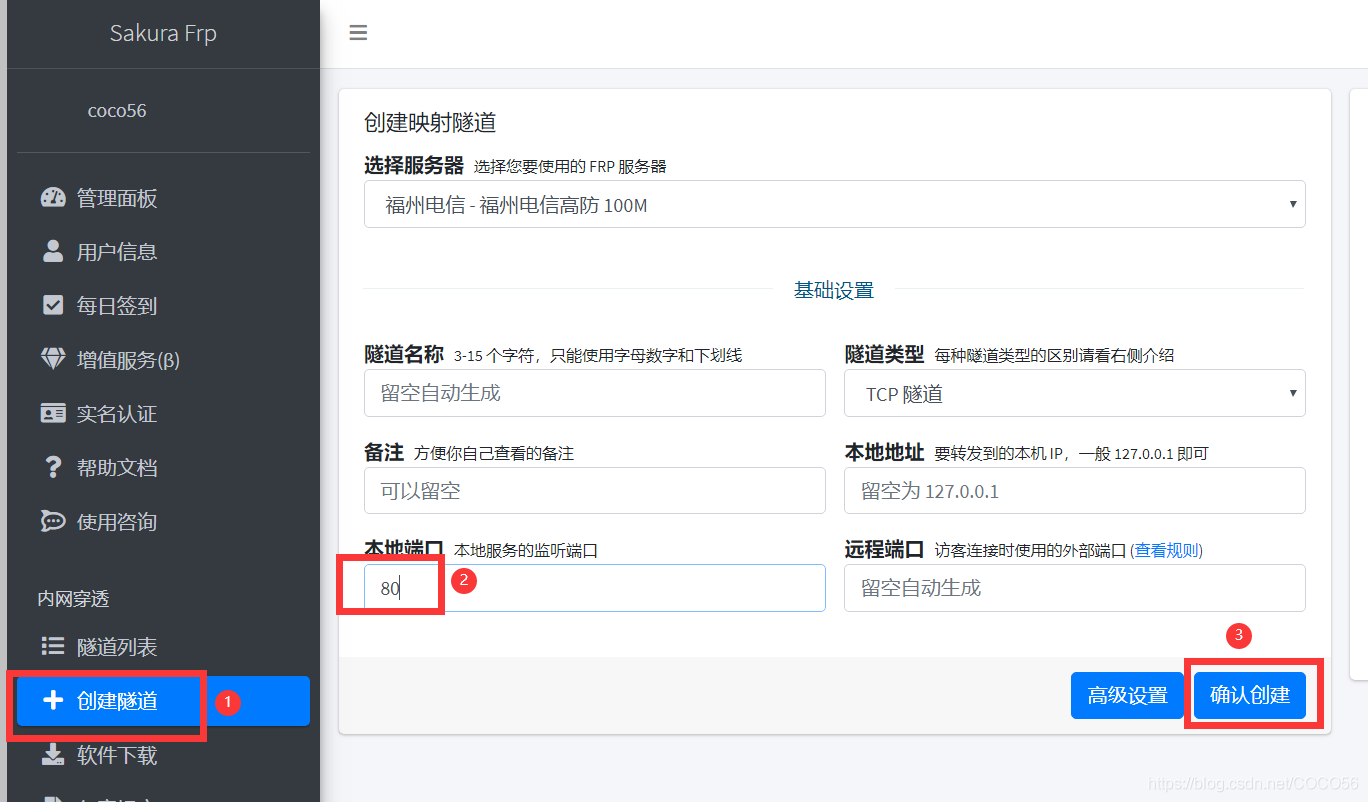 Sakura Frp
coco56
管理面板
用户信息
每日签到
增值服务(β)
实名认证
帮助文档
使用咨询
内网穿透
隧道列表
创建隧道
1
软件下载
创建映射隧道
选择服务器 选择您要使用的 FRP 服务器
福州电信 - 福州电信高防 100M
基础设置
隧道名称 3-15 个字符，只能使用字母数字和下划线
留空自动生成
隧道类型 每种隧道类型的区别请看右侧介绍
TCP 隧道
备注 方便你自己查看的备注
可以留空
本地地址 要转发到的本机 IP，一般 127.0.0.1 即可
留空为 127.0.0.1
本地端口 本地服务的监听端口
80
2
远程端口 访客连接时使用的外部端口 (查看规则)
留空自动生成
3
高级设置
确认创建
https://blog.csdn.net/COCO56